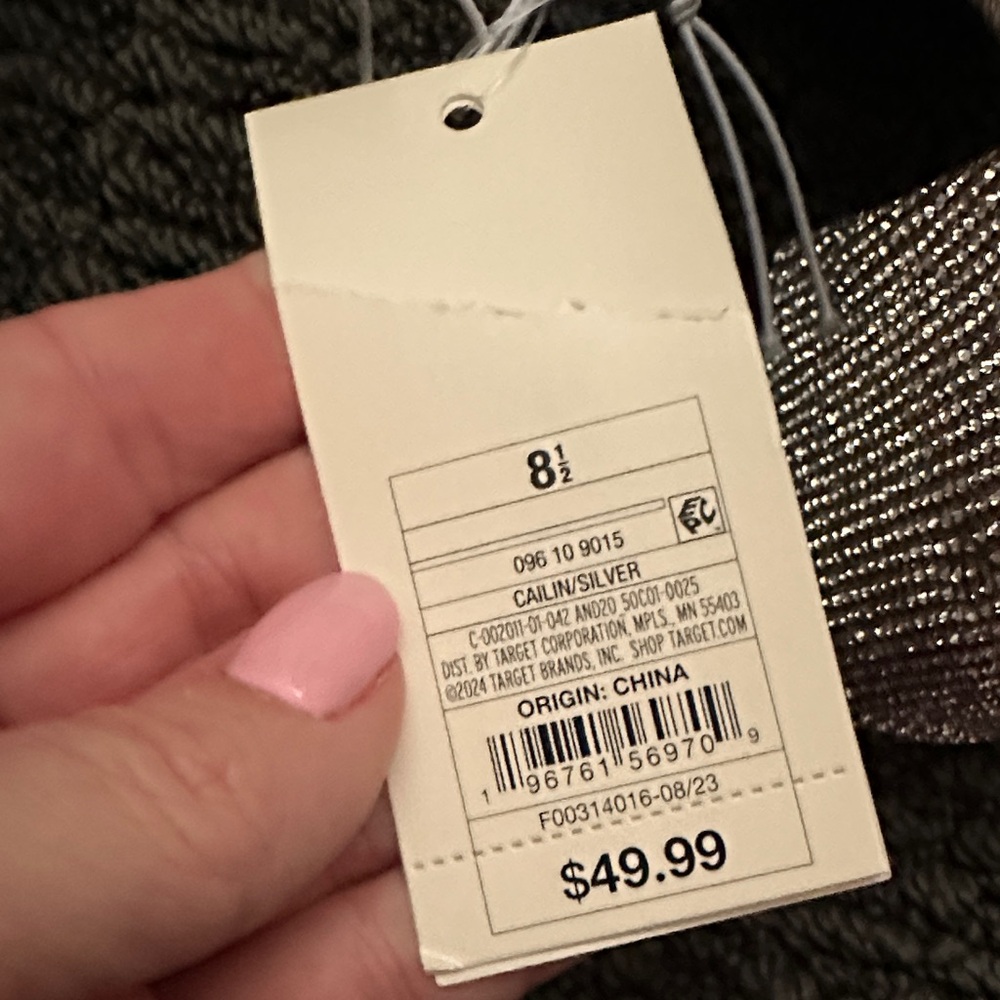 8½
096 10 9015
CAILIN/SILVER
C-002011-01-042 AND20 50C01-0025
DIST. BY TARGET CORPORATION, MPLS., MN 55403
©2024 TARGET BRANDS, INC. SHOP TARGET.COM
ORIGIN: CHINA
1 96761 56970 9
F00314016-08/23
$49.99